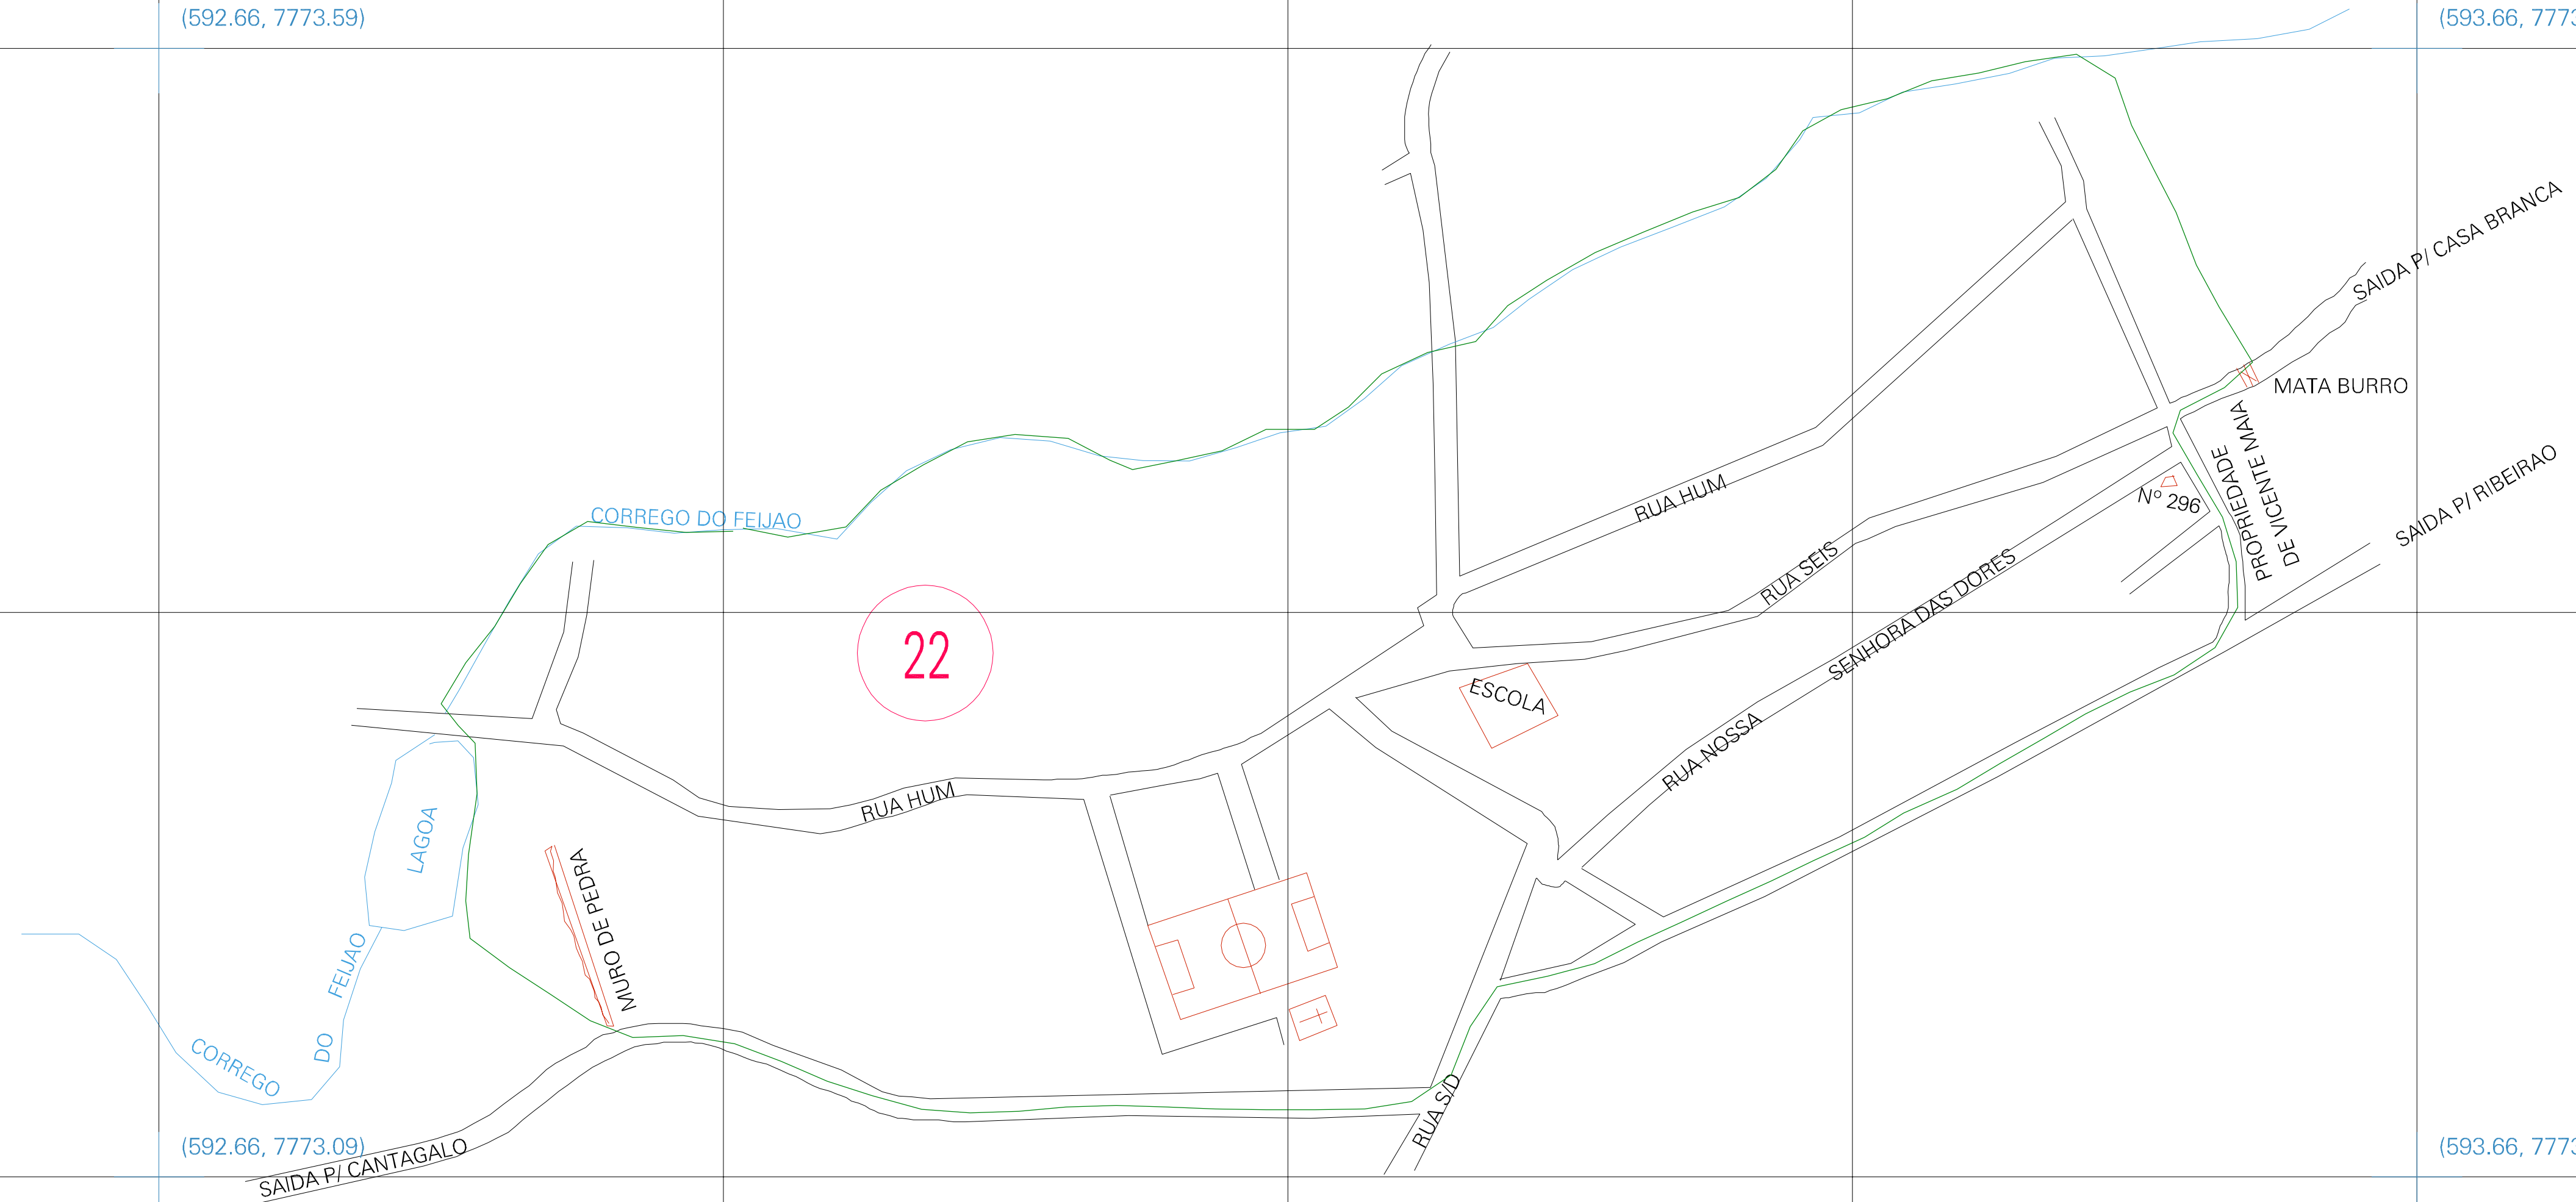 (592.66, 7773.59)
(593.66, 7773
SAIDA P/ CASA BRANCA
MATA BURRO
PROPRIEDADE
DE VICENTE MAIA
SAIDA P/ RIBEIRAO
Nº 296
RUA HUM
RUA SEIS
SENHORA DAS DORES
RUA NOSSA
CORREGO DO FEIJAO
22
ESCOLA
RUA HUM
LAGOA
MURO DE PEDRA
CORREGO
DO
FEIJAO
RUA S/D
(592.66, 7773.09)
(593.66, 7773
SAIDA P/ CANTAGALO